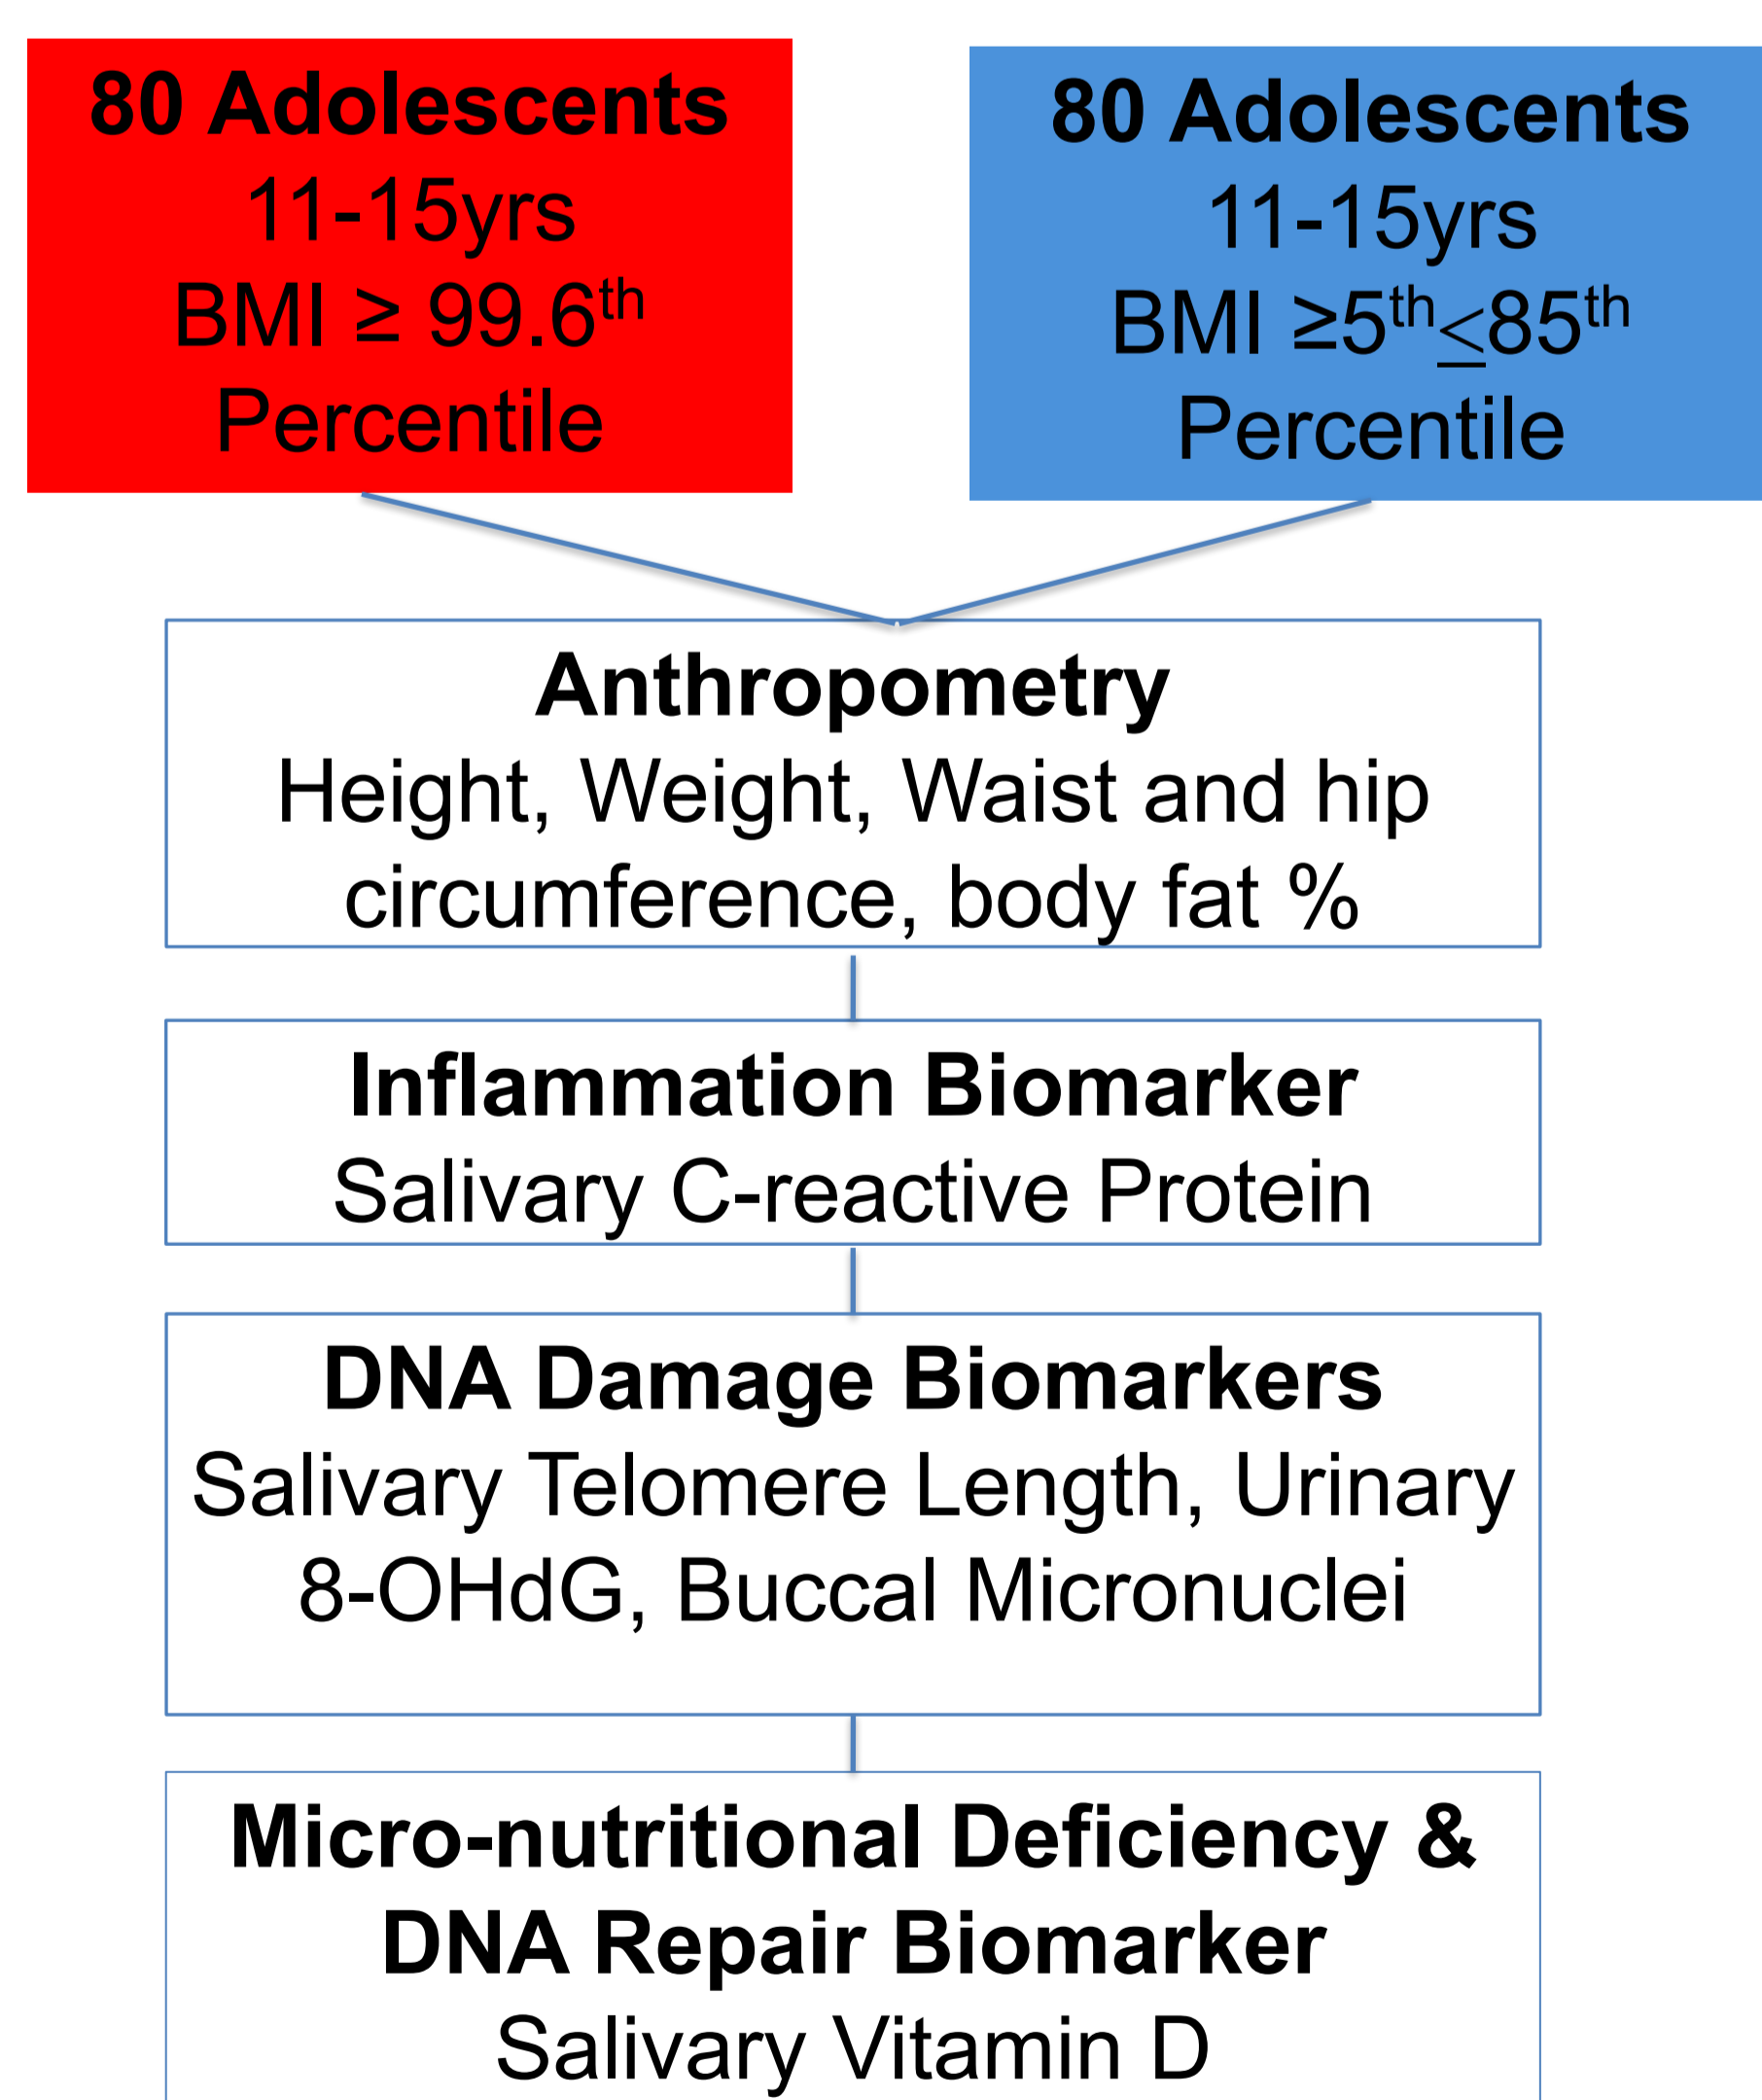 80 Adolescents
11-15yrs
BMI ≥ 99.6th
Percentile
80 Adolescents
11-15yrs
BMI ≥5th≤85th
Percentile
Anthropometry
Height, Weight, Waist and hip
circumference, body fat %
Inflammation Biomarker
Salivary C-reactive Protein
DNA Damage Biomarkers
Salivary Telomere Length, Urinary
8-OHdG, Buccal Micronuclei
Micro-nutritional Deficiency &
DNA Repair Biomarker
Salivary Vitamin D